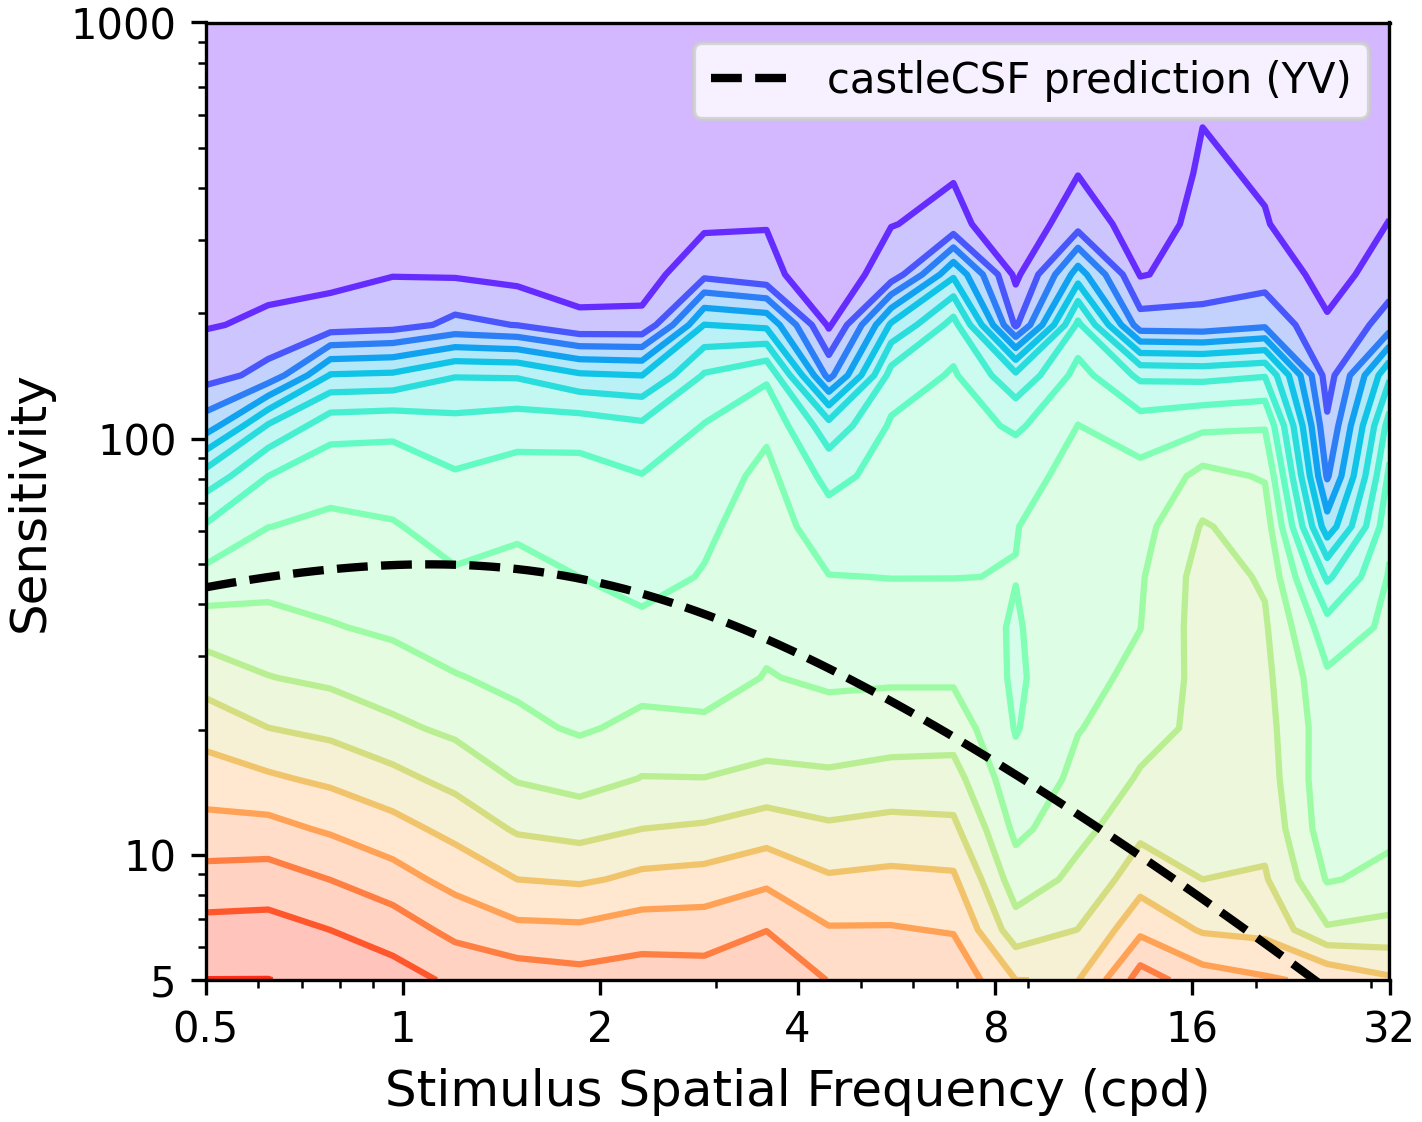 1000
castleCSF prediction (YV)
100
10
5
Sensitivity
0.5 1 2 4 8 16 32
Stimulus Spatial Frequency (cpd)